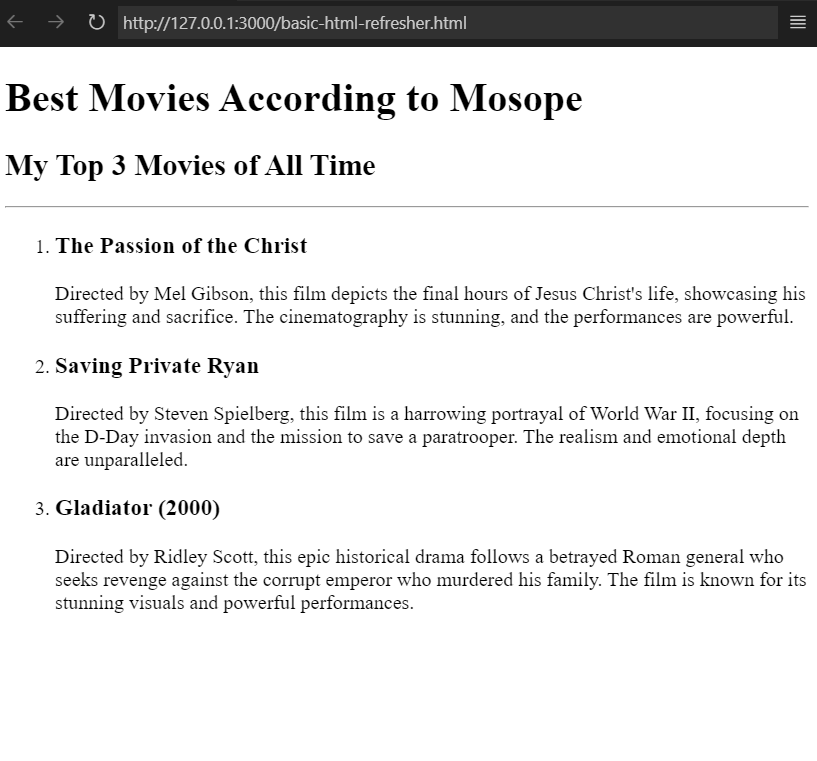 http://127.0.0.1:3000/basic-html-refresher.html
Best Movies According to Mosope
My Top 3 Movies of All Time
1. The Passion of the Christ
Directed by Mel Gibson, this film depicts the final hours of Jesus Christ's life, showcasing his
suffering and sacrifice. The cinematography is stunning, and the performances are powerful.
2. Saving Private Ryan
Directed by Steven Spielberg, this film is a harrowing portrayal of World War II, focusing on
the D-Day invasion and the mission to save a paratrooper. The realism and emotional depth
are unparalleled.
3. Gladiator (2000)
Directed by Ridley Scott, this epic historical drama follows a betrayed Roman general who
seeks revenge against the corrupt emperor who murdered his family. The film is known for its
stunning visuals and powerful performances.